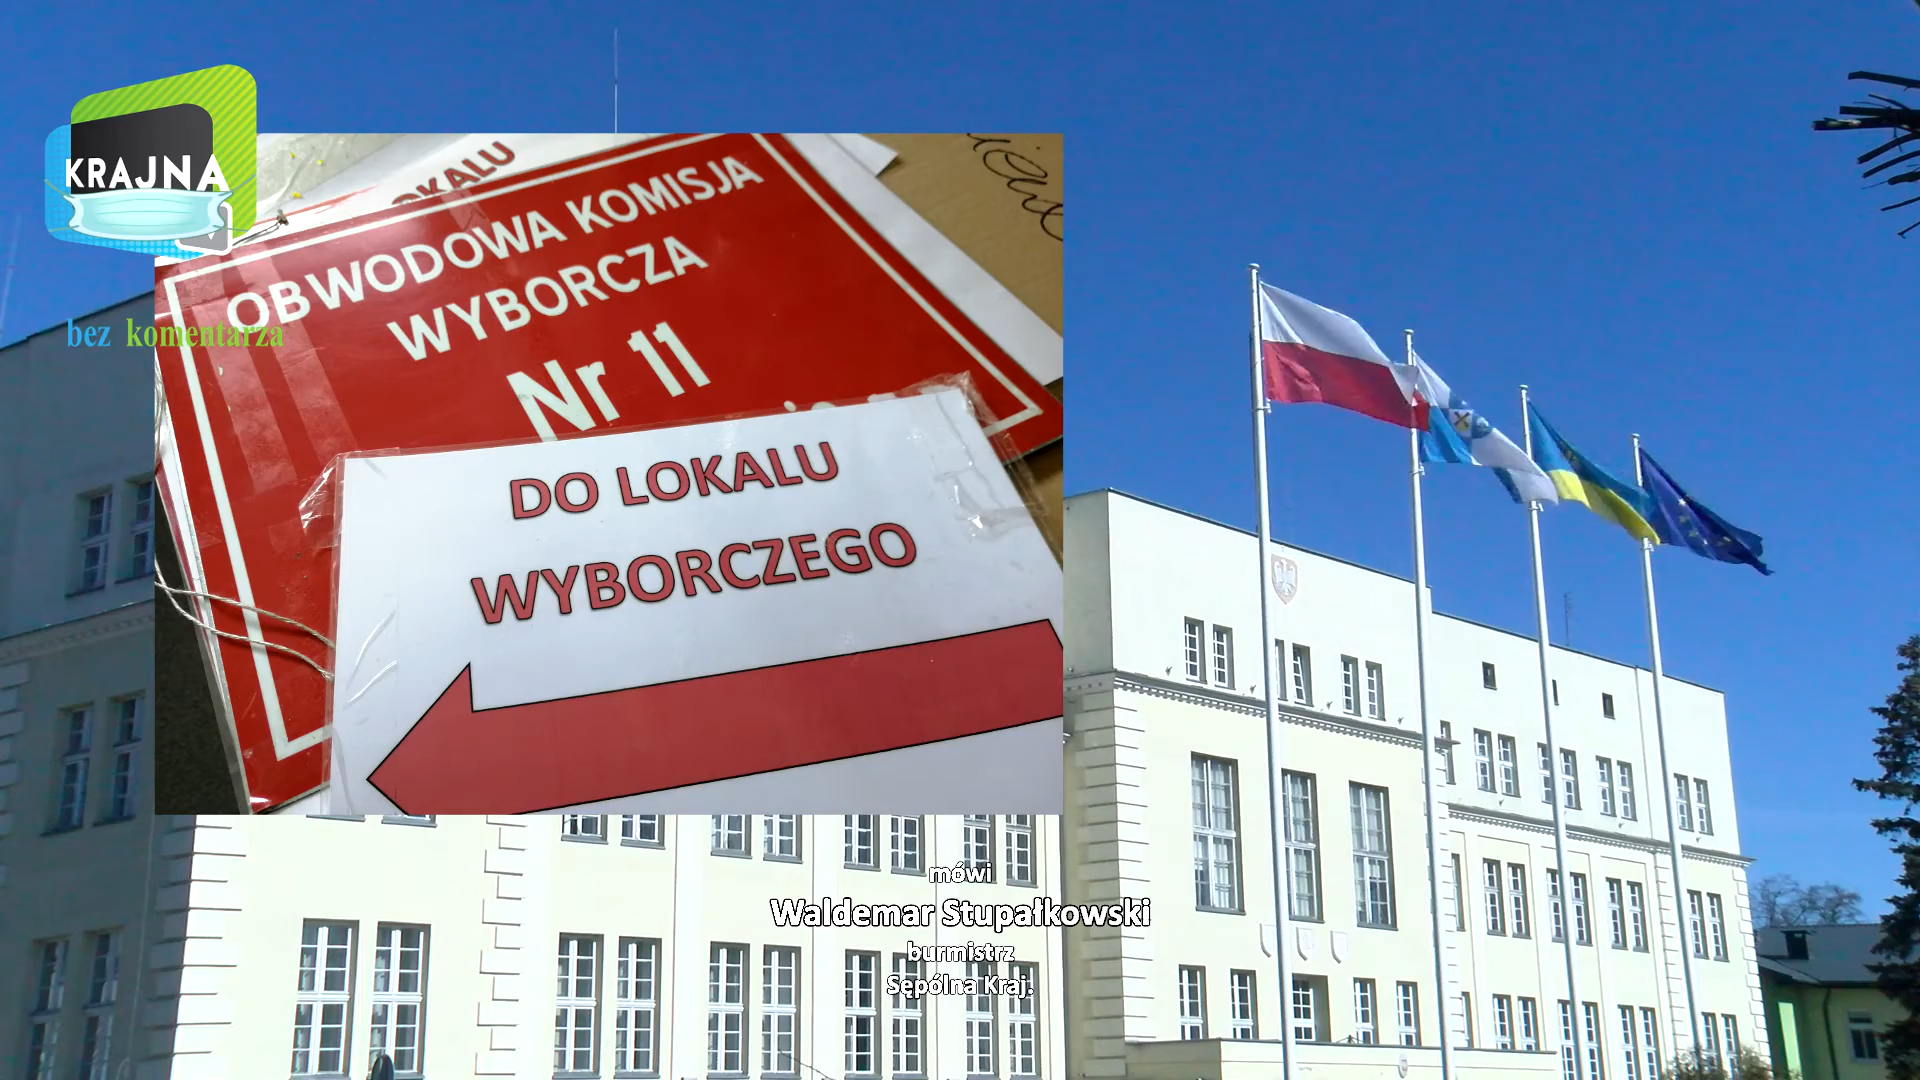 KRAJNA
bez komentarza
LOKALU
OBWODOWA KOMISJA
WYBORCZA
Nr 11
DO LOKALU
WYBORCZEGO
mówi
Waldemar Stupałkowski
burmistrz
Sępólna Kraj.